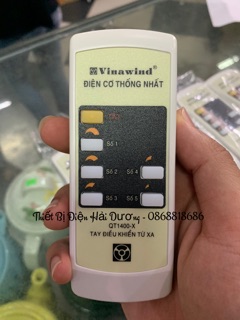 Vinawind®
ĐIỆN CƠ THỐNG NHẤT
Số 1
Số 2 Số 4
Số 3 Số 5
Thiết Bị Điện Hải Dương - 0868818686
QT1400-X
TAY ĐIỀU KHIỂN TỪ XA